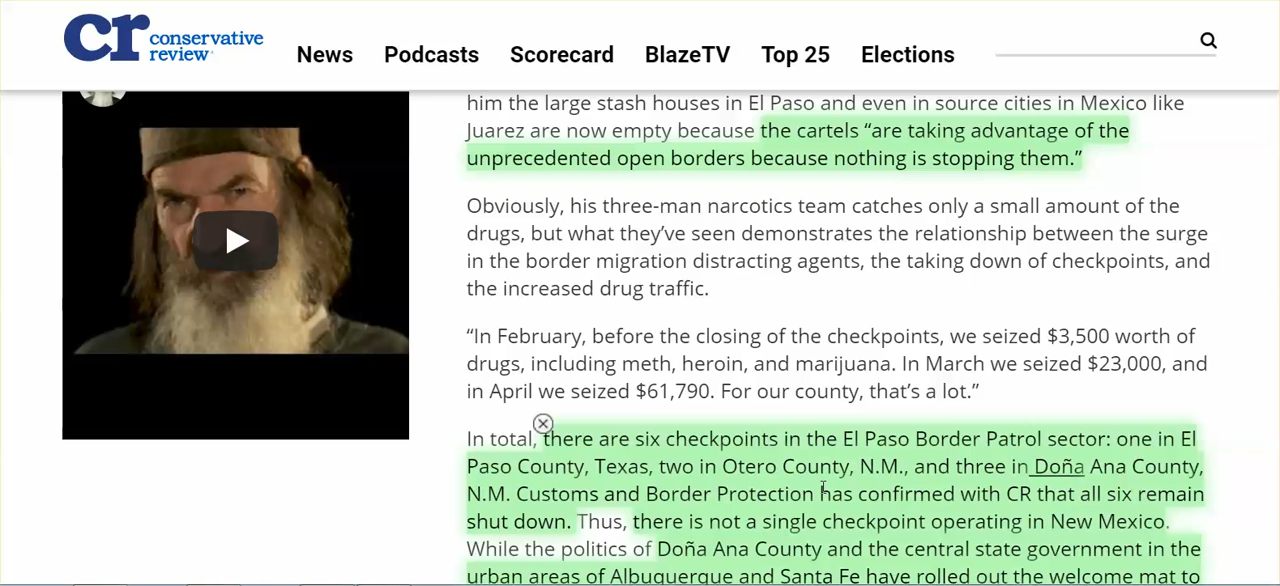 cr conservative
review
News Podcasts Scorecard BlazeTV Top 25 Elections
him the large stash houses in El Paso and even in source cities in Mexico like
Juarez are now empty because the cartels “are taking advantage of the
unprecedented open borders because nothing is stopping them.”
Obviously, his three-man narcotics team catches only a small amount of the
drugs, but what they’ve seen demonstrates the relationship between the surge
in the border migration distracting agents, the taking down of checkpoints, and
the increased drug traffic.
“In February, before the closing of the checkpoints, we seized $3,500 worth of
drugs, including meth, heroin, and marijuana. In March we seized $23,000, and
in April we seized $61,790. For our county, that’s a lot.”
In total, there are six checkpoints in the El Paso Border Patrol sector: one in El
Paso County, Texas, two in Otero County, N.M., and three in Doña Ana County,
N.M. Customs and Border Protection has confirmed with CR that all six remain
shut down. Thus, there is not a single checkpoint operating in New Mexico.
While the politics of Doña Ana County and the central state government in the
urban areas of Albuquerque and Santa Fe have rolled out the welcome mat to